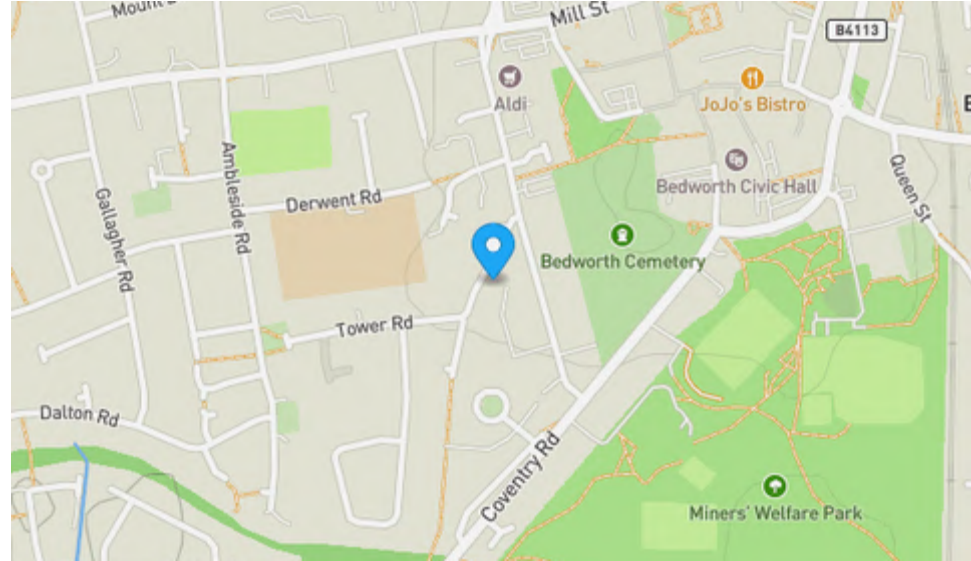 Mount
Mill St
B4113
Aldi
JoJo's Bistro
Ambleside Rd
Bedworth Civic Hall
Queen St
Gallagher Rd
Derwent Rd
Bedworth Cemetery
Tower Rd
Dalton Rd
Coventry Rd
Miners' Welfare Park